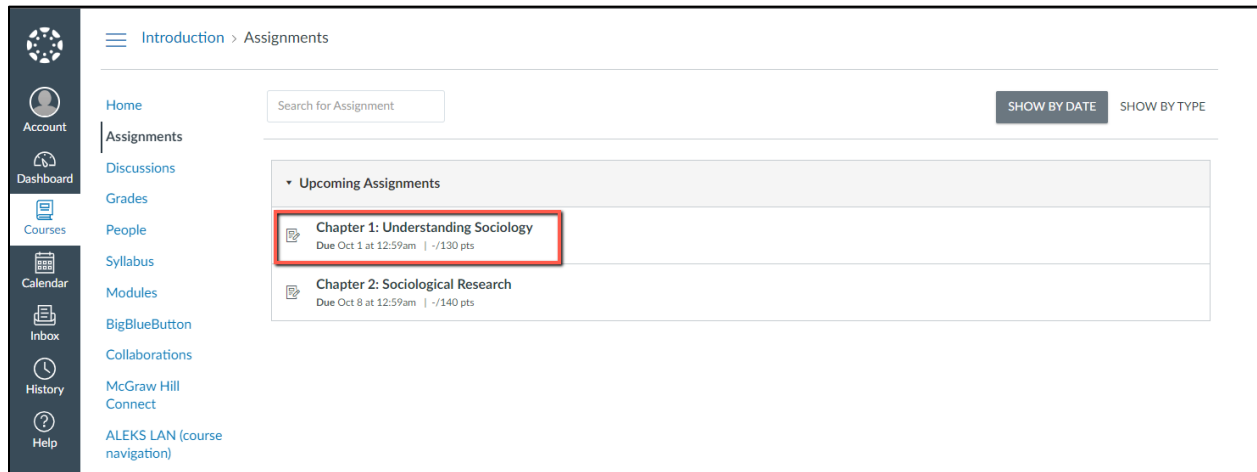 Introduction > Assignments
Account
Dashboard
Courses
Calendar
Inbox
History
Help
Home
Assignments
Discussions
Grades
People
Syllabus
Modules
BigBlueButton
Collaborations
McGraw Hill
Connect
ALEKS LAN (course
navigation)
Search for Assignment
SHOW BY DATE SHOW BY TYPE
Upcoming Assignments
Chapter 1: Understanding Sociology
Due Oct 1 at 12:59am | -/130 pts
Chapter 2: Sociological Research
Due Oct 8 at 12:59am | -/140 pts